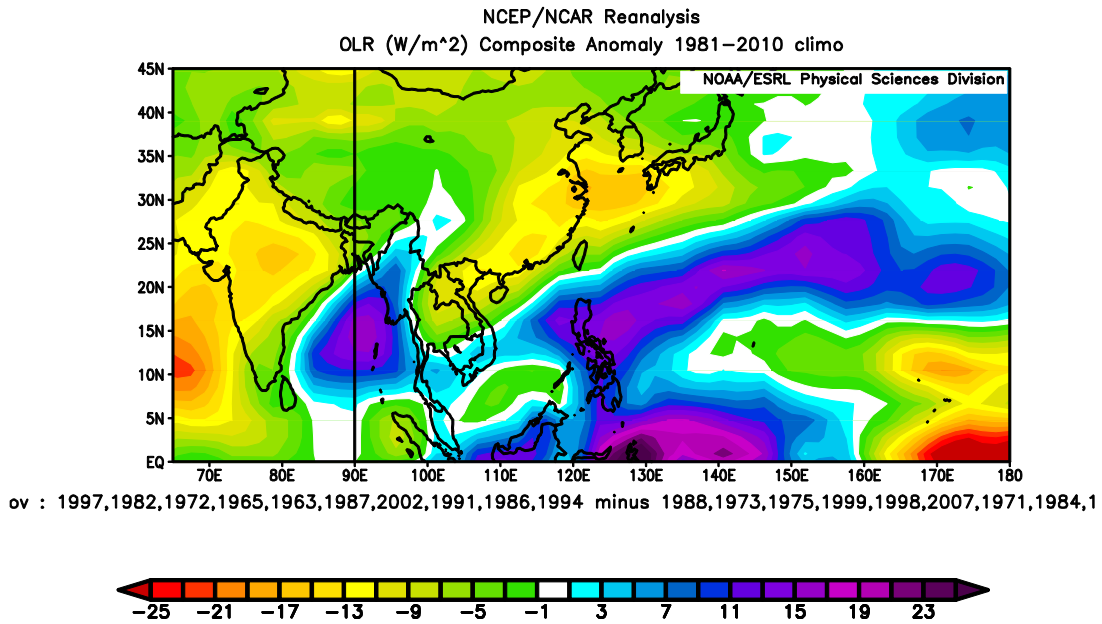 NCEP/NCAR Reanalysis
OLR (W/m^2) Composite Anomaly 1981-2010 climo
NOAA/ESRL Physical Sciences Division
45N
40N
35N
30N
25N
20N
15N
10N
5N
EQ
70E 80E 90E 100E 110E 120E 130E 140E 150E 160E 170E 180
ov : 1997,1982,1972,1965,1963,1987,2002,1991,1986,1994 minus 1988,1973,1975,1999,1998,2007,1971,1984,1
-25 -21 -17 -13 -9 -5 -1 3 7 11 15 19 23